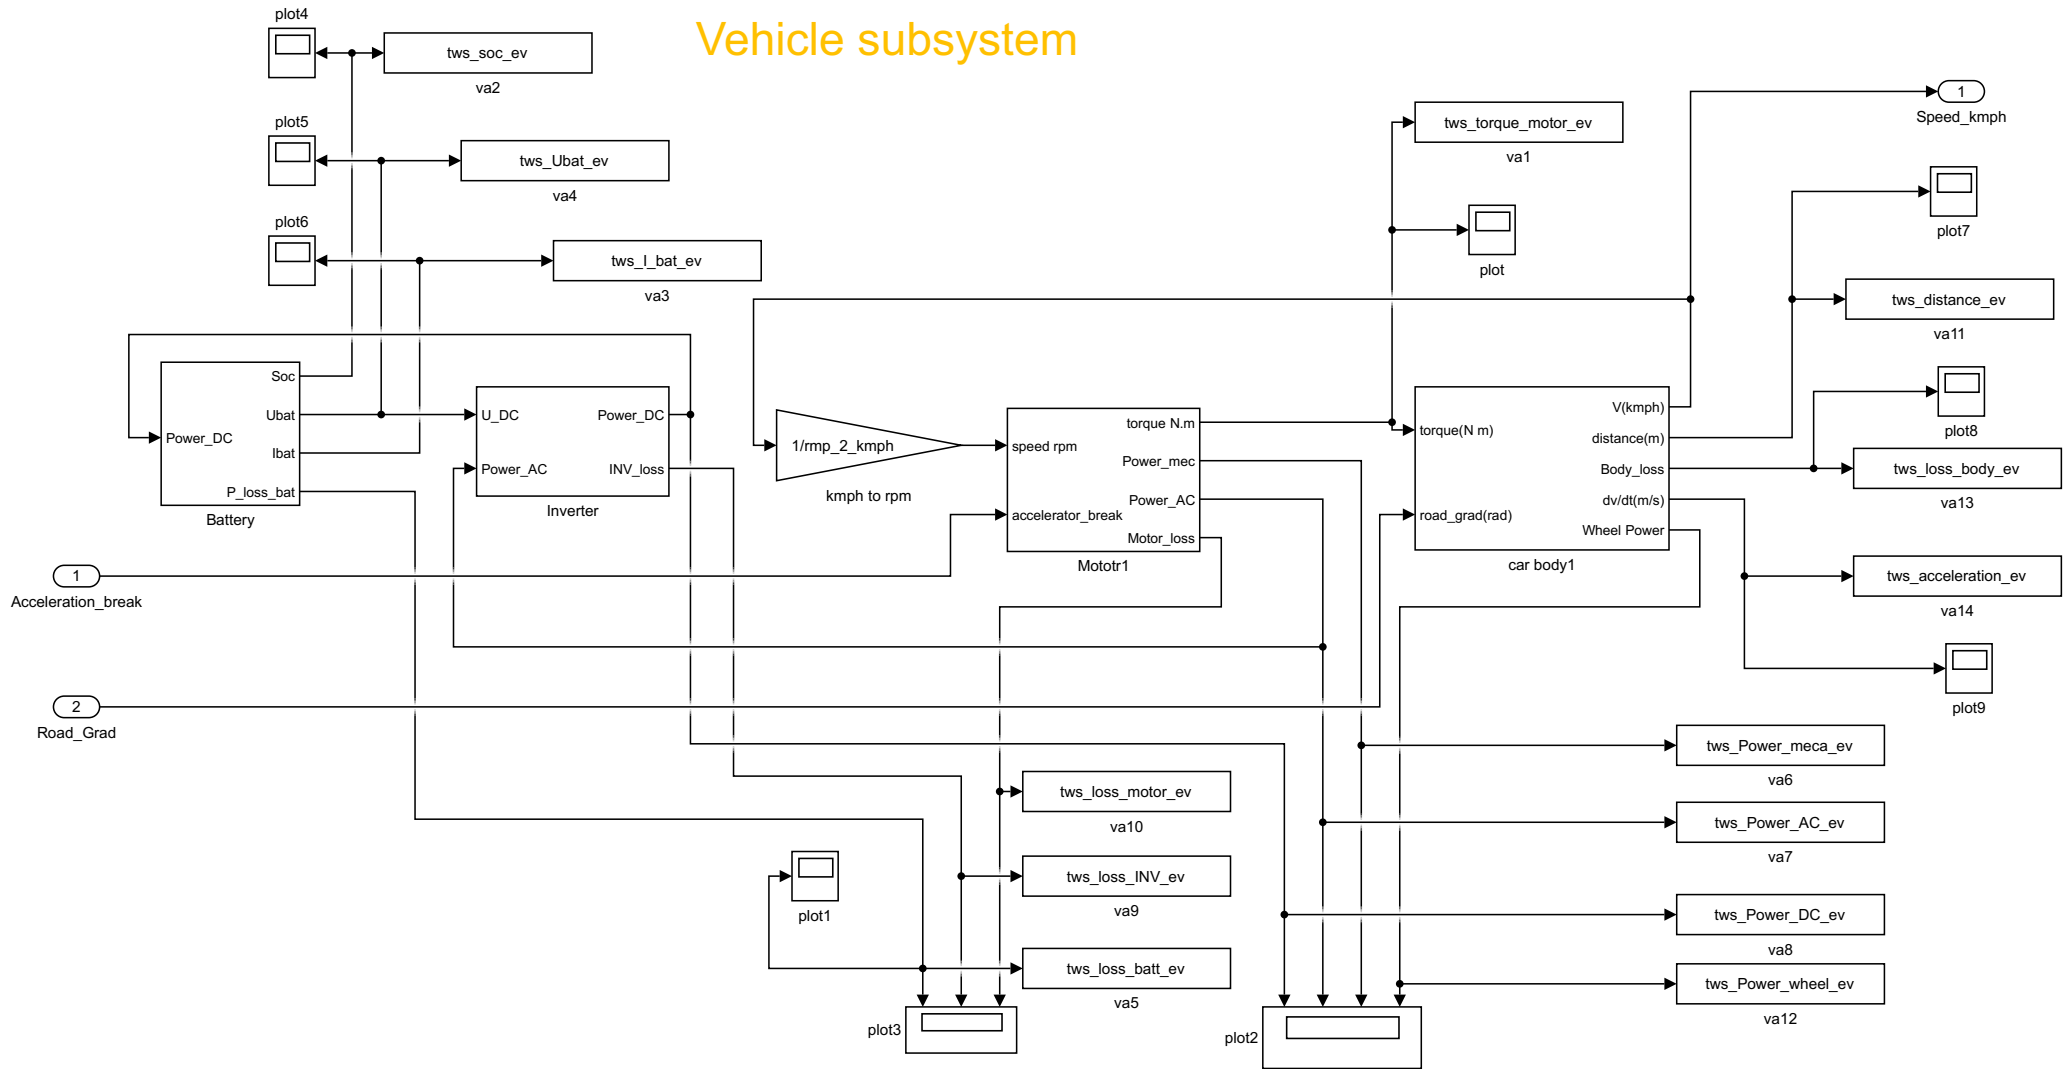 Vehicle subsystem
plot4
tws_soc_ev
va2
plot5
tws_Ubat_ev
va4
plot6
tws_I_bat_ev
va3
1
Speed_kmph
tws_torque_motor_ev
va1
plot
plot7
tws_distance_ev
va11
plot8
tws_loss_body_ev
va13
tws_acceleration_ev
va14
plot9
Power_DC
Soc
Ubat
Ibat
P_loss_bat
Battery
U_DC
Power_AC
Power_DC
INV_loss
Inverter
1/rmp_2_kmph
kmph to rpm
speed rpm
accelerator_break
torque N.m
Power_mec
Power_AC
Motor_loss
Mototr1
torque(N m)
road_grad(rad)
V(kmph)
distance(m)
Body_loss
dv/dt(m/s)
Wheel Power
car body1
1
Acceleration_break
2
Road_Grad
tws_Power_meca_ev
va6
tws_Power_AC_ev
va7
tws_Power_DC_ev
va8
tws_Power_wheel_ev
va12
tws_loss_motor_ev
va10
tws_loss_INV_ev
va9
tws_loss_batt_ev
va5
plot1
plot3
plot2